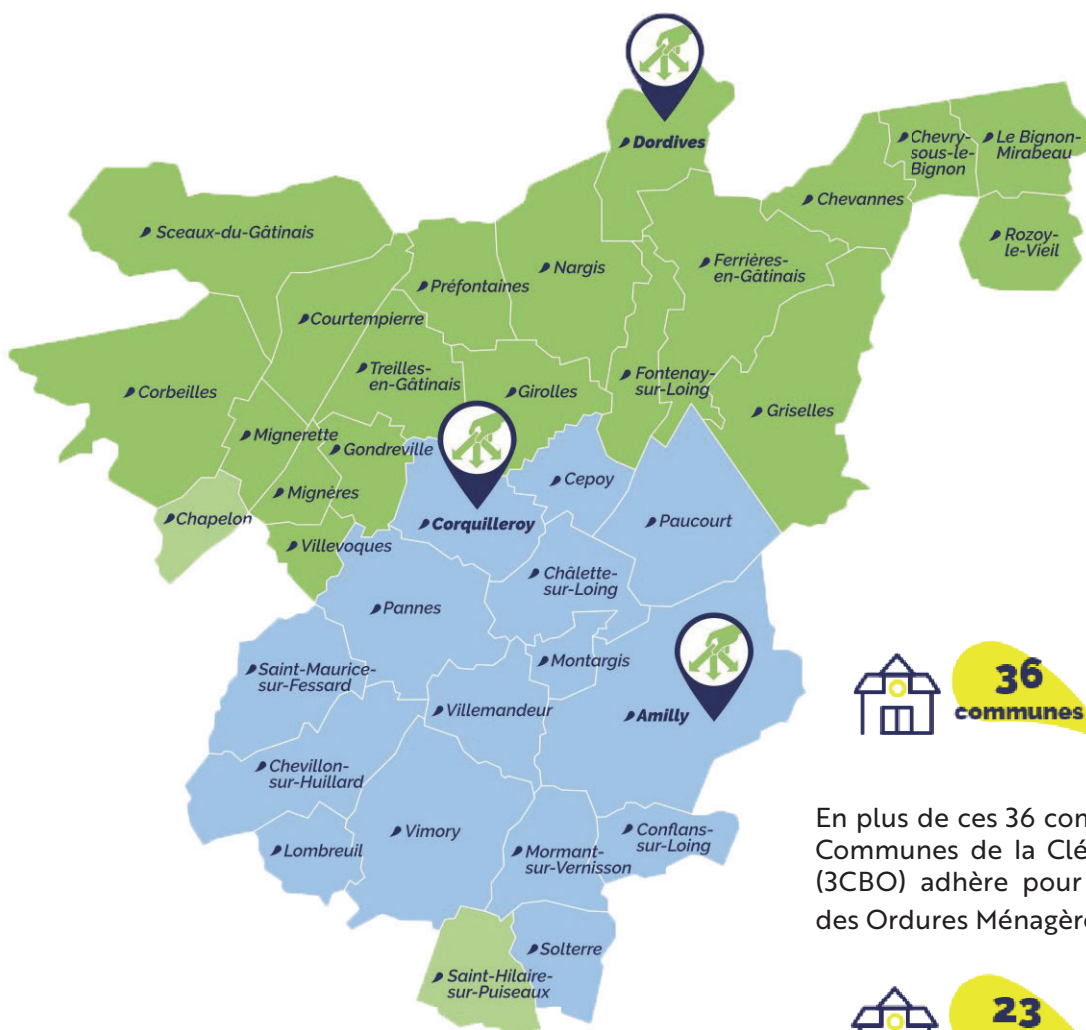 Dordives
Chevry-
sous-le-
Bignon
Le Bignon-
Mirabeau
Chevannes
Sceaux-du-Gâtinais
Rozoy-
le-Vieil
Nargis
Ferrières-
en-Gâtinais
Préfontaines
Courtempierre
Treilles-
en-Gâtinais
Fontenay-
sur-Loing
Corbeilles
Girolles
Griselles
Mignerette
Gondreville
Cepoy
Mignères
Chapelon
Corquilleroy
Paucourt
Villevoques
Châlette-
sur-Loing
Pannes
Montargis
Saint-Maurice-
sur-Fessard
Villemandeur
Amilly
36
communes
Chevillon-
sur-Huillard
Vimory
Conflans-
sur-Loing
Lombreuil
Mormant-
sur-Vernisson
Solterre
Saint-Hilaire-
sur-Puiseaux
En plus de ces 36 
Communes de la Clé
(3CBO) adhère pour
des Ordures Ménagèr
23